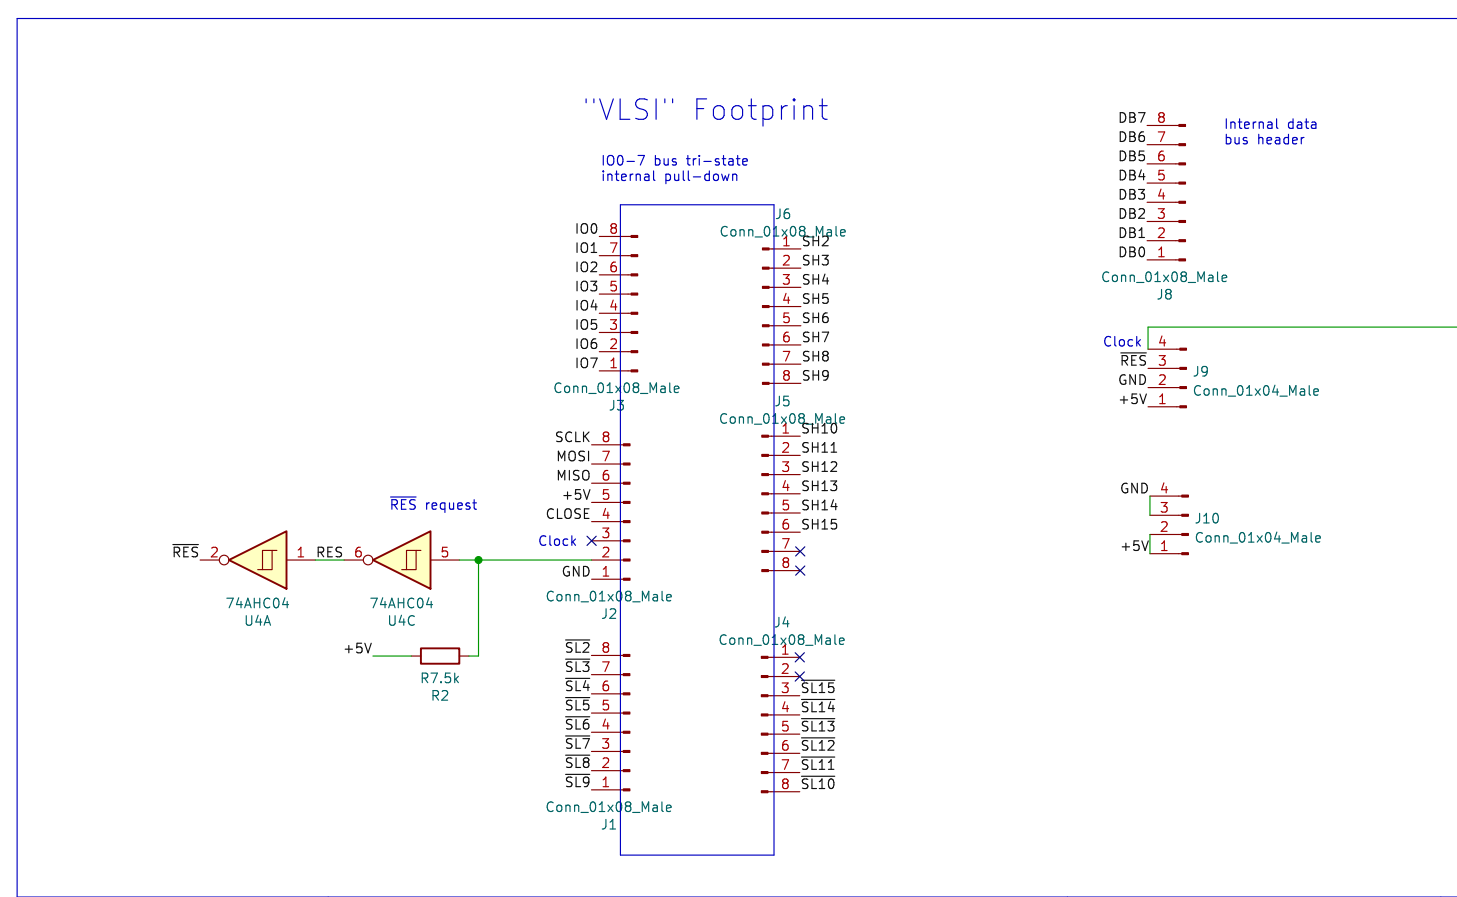 "VLSI" Footprint
IO0-7 bus tri-state
internal pull-down
J6
Conn_01x08_Male
IO0 8
IO1 7
IO2 6
IO3 5
IO4 4
IO5 3
IO6 2
IO7 1
Conn_01x08_Male
J3
1 SH2
2 SH3
3 SH4
4 SH5
5 SH6
6 SH7
7 SH8
8 SH9
J5
Conn_01x08_Male
1 SH10
2 SH11
3 SH12
4 SH13
5 SH14
6 SH15
7
8
SCLK 8
MOSI 7
MISO 6
+5V 5
CLOSE 4
Clock 3
2
GND 1
Conn_01x08_Male
J2
RES request
RES 2
1 RES 6
5
74AHC04
U4A
74AHC04
U4C
+5V
R7.5k
R2
J4
Conn_01x08_Male
1
2
3 SL15
4 SL14
5 SL13
6 SL12
7 SL11
8 SL10
SL2 8
SL3 7
SL4 6
SL5 5
SL6 4
SL7 3
SL8 2
SL9 1
Conn_01x08_Male
J1
DB7 8
DB6 7
DB5 6
DB4 5
DB3 4
DB2 3
DB1 2
DB0 1
Conn_01x08_Male
J8
Internal data
bus header
Clock 4
RES 3
GND 2
+5V 1
J9
Conn_01x04_Male
GND 4
3
2
+5V 1
J10
Conn_01x04_Male